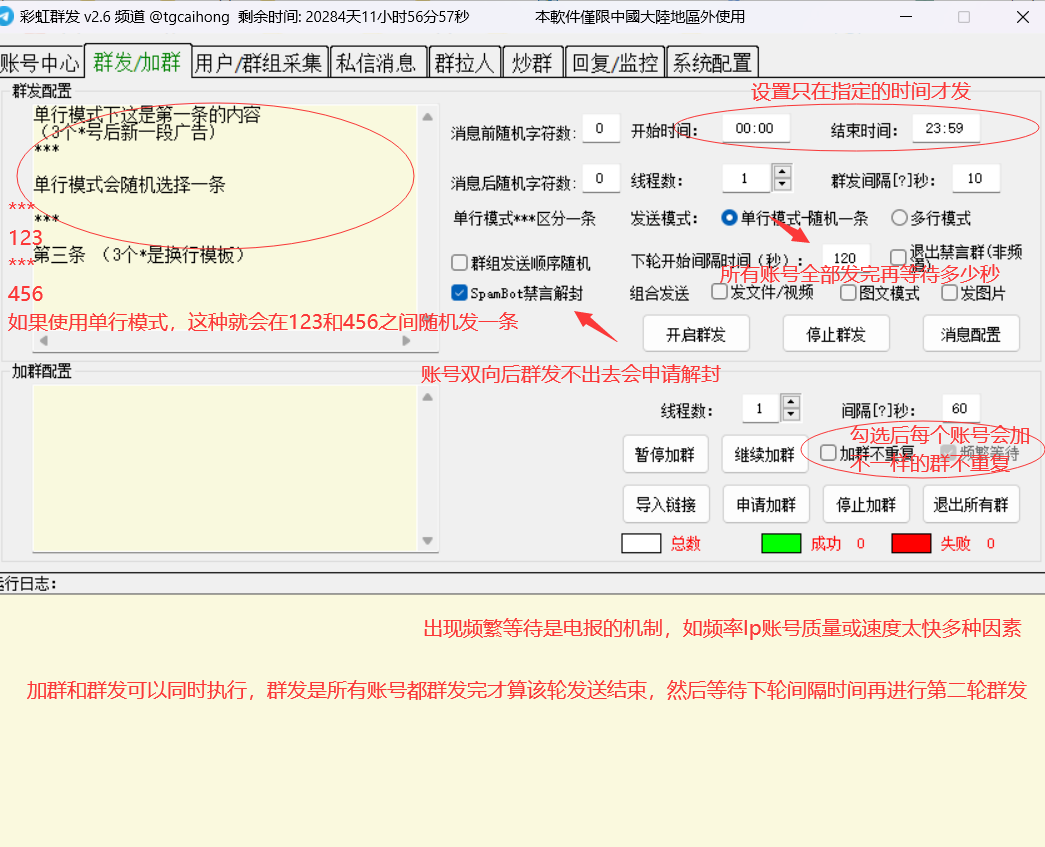 彩虹群发 v2.6 频道 @tgcaihong 剩余时间: 20284天11小时56分57秒 本軟件僅限中國大陸地區外使用
账号中心 群发/加群 用户/群组采集 私信消息 群拉人 炒群 回复/监控 系统配置
群发配置
设置只在指定的时间才发
单行模式下这是第一条的内容
(3个*号后新一段广告)
***
单行模式会随机选择一条
***
***
123
第三条 (3个*是换行模板)
***
456
如果使用单行模式，这种就会在123和456之间随机发一条
消息前随机字符数: 0 开始时间: 00:00 结束时间: 23:59
消息后随机字符数: 0 线程数: 1 群发间隔[?]秒: 10
单行模式***区分一条 发送模式: 单行模式-随机一条 多行模式
群组发送顺序随机 下轮开始间隔时间（秒）: 120 退出禁言群(非频道)
所有账号全部发完再等待多少秒
SpamBot禁言解封 组合发送 发文件/视频 图文模式 发图片
开启群发 停止群发 消息配置
账号双向后群发不出去会申请解封
加群配置
线程数: 1 间隔[?]秒: 60
勾选后每个账号会加
不一样的群不重复
暂停加群 继续加群 加群不重复 频繁等待
导入链接 申请加群 停止加群 退出所有群
总数 成功 0 失败 0
运行日志:
出现频繁等待是电报的机制，如频率Ip账号质量或速度太快多种因素
加群和群发可以同时执行，群发是所有账号都群发完才算该轮发送结束，然后等待下轮间隔时间再进行第二轮群发